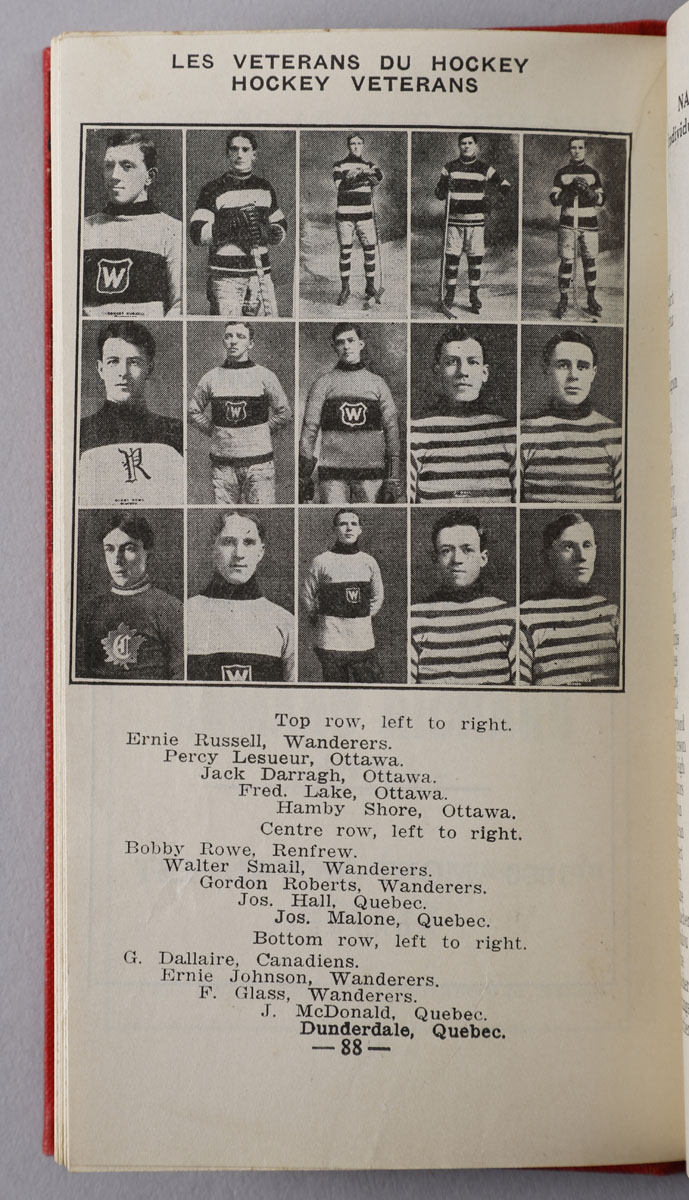 LES VETERANS DU HOCKEY
HOCKEY VETERANS
W
R
W
W
C
W
W
Top row, left to right.
Ernie Russell, Wanderers.
Percy Lesueur, Ottawa.
Jack Darragh, Ottawa.
Fred. Lake, Ottawa.
Hamby Shore, Ottawa.
Centre row, left to right.
Bobby Rowe, Renfrew.
Walter Smail, Wanderers.
Gordon Roberts, Wanderers.
Jos. Hall, Quebec.
Jos. Malone, Quebec.
Bottom row, left to right.
G. Dallaire, Canadiens.
Ernie Johnson, Wanderers.
F. Glass, Wanderers.
J. McDonald, Quebec.
Dunderdale, Quebec.
— 88 —
NA